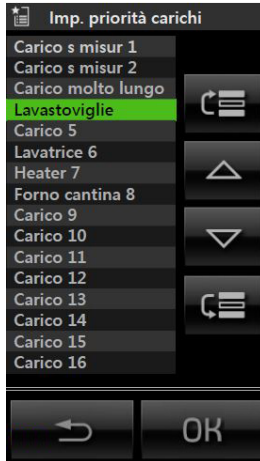 Imp. priorità carichi
Carico s misur 1
Carico s misur 2
Carico molto lungo
Lavastoviglie
Carico 5
Lavatrice 6
Heater 7
Forno cantina 8
Carico 9
Carico 10
Carico 11
Carico 12
Carico 13
Carico 14
Carico 15
Carico 16
OK